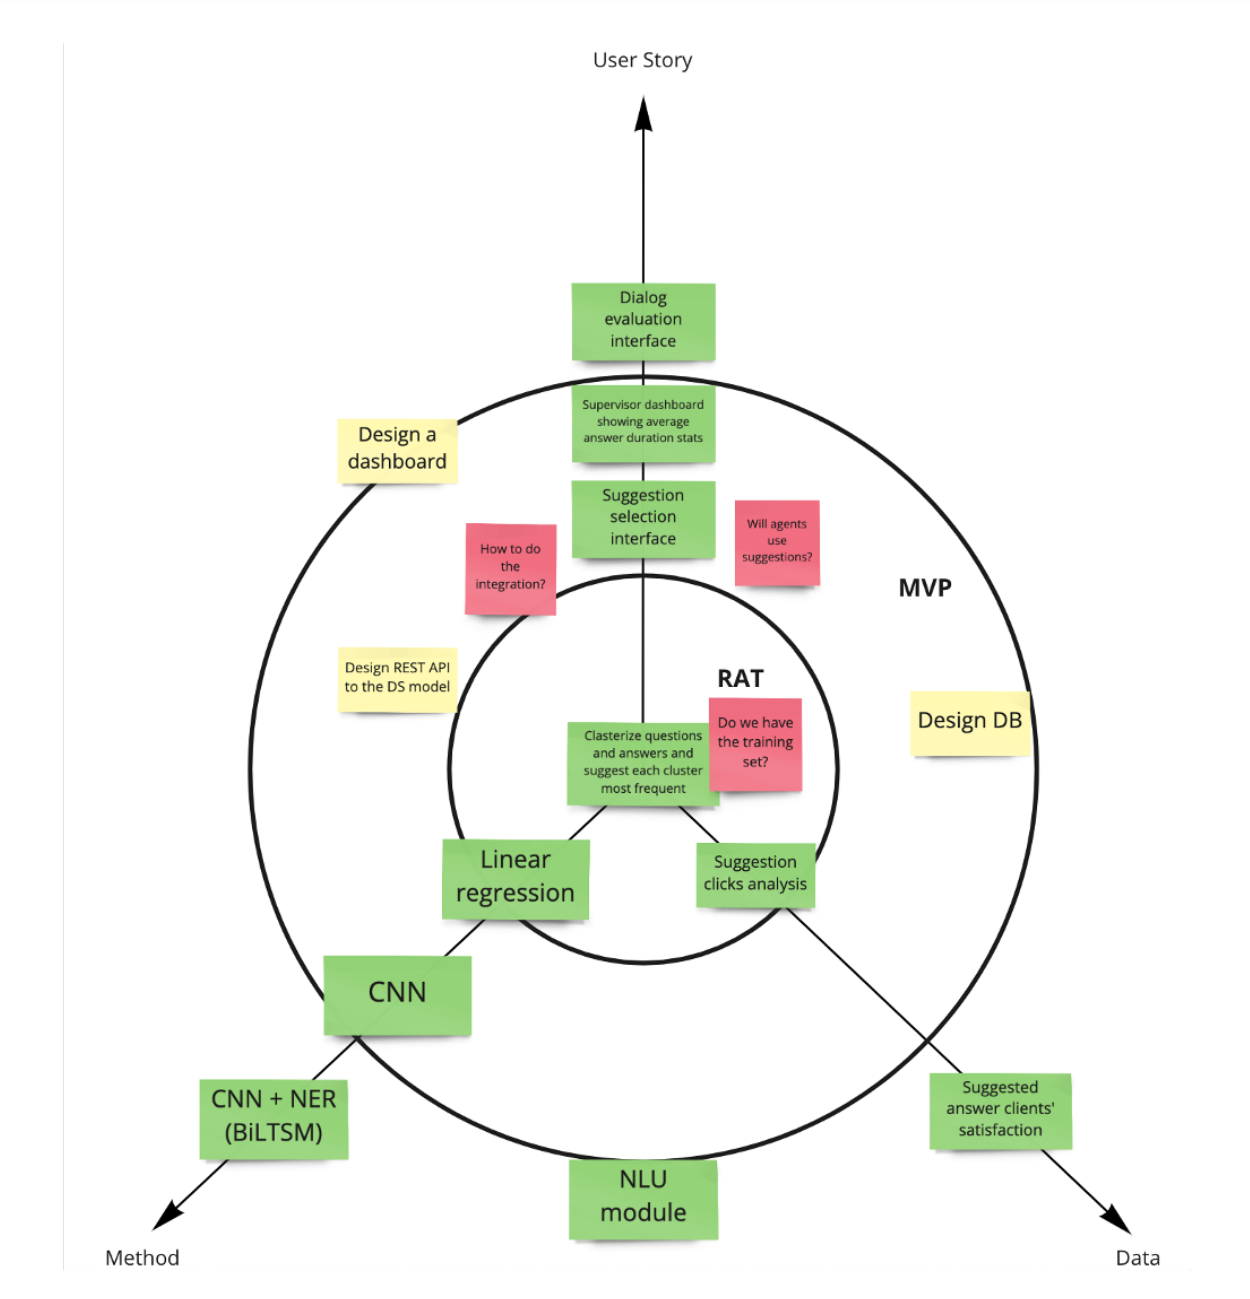 User Story
Dialog
evaluation
interface
Supervisor dashboard
showing average
answer duration stats
Design a
dashboard
Suggestion
selection
interface
Will agents
use
suggestions?
How to do
the
integration?
MVP
Design REST API
to the DS model
RAT
Design DB
Do we have
the training
set?
Clasterize questions
and answers and
suggest each cluster
most frequent
Linear
regression
Suggestion
clicks analysis
CNN
CNN + NER
(BiLTSM)
Suggested
answer clients'
satisfaction
NLU
module
Method
Data